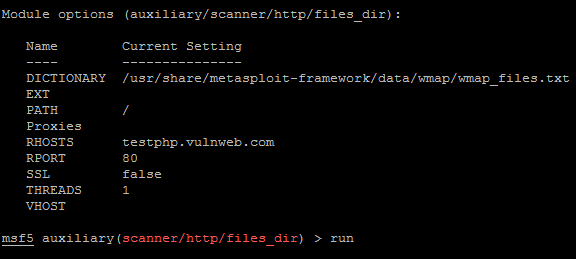 Module options (auxiliary/scanner/http/files_dir):
Name Current Setting
---- ---------------
DICTIONARY /usr/share/metasploit-framework/data/wmap/wmap_files.txt
EXT
PATH /
Proxies
RHOSTS testphp.vulnweb.com
RPORT 80
SSL false
THREADS 1
VHOST
msf5 auxiliary(scanner/http/files_dir) > run